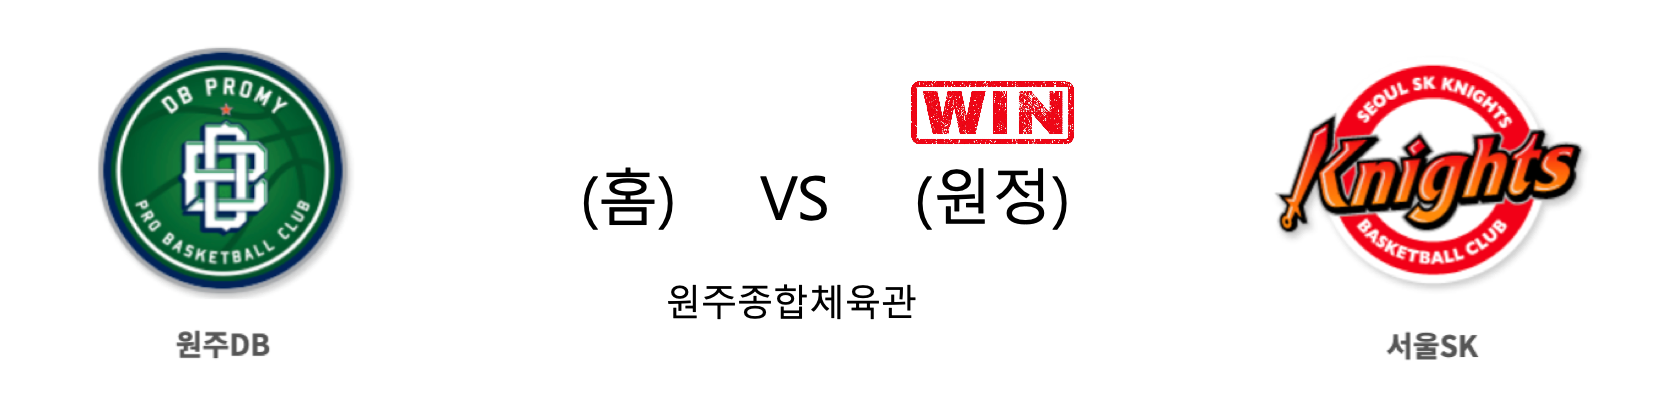 DB PROMY
DB
PRO BASKETBALL CLUB
원주DB
WIN
(홈) VS (원정)
원주종합체육관
SEOUL SK KNIGHTS
Knights
BASKETBALL CLUB
서울SK